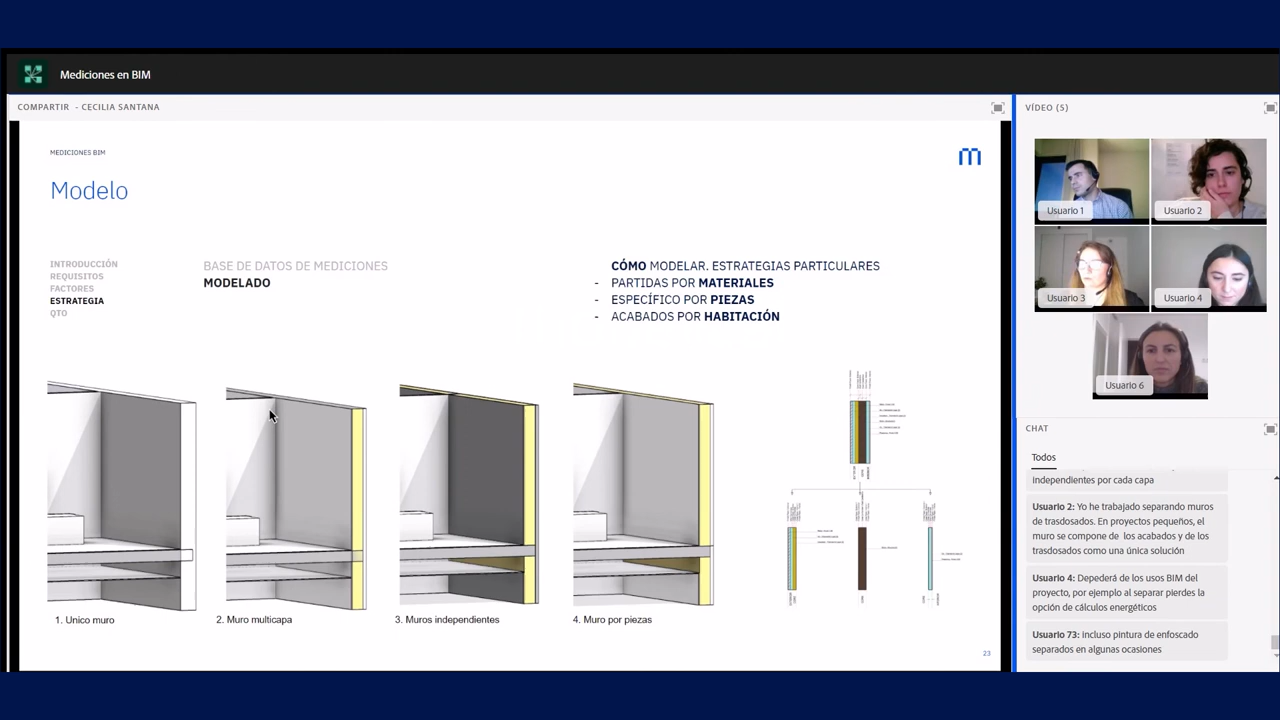 Mediciones en BIM
COMPARTIR - CECILIA SANTANA
MEDICIONES BIM
Modelo
INTRODUCCIÓN
REQUISITOS
FACTORES
ESTRATEGIA
QTO
BASE DE DATOS DE MEDICIONES
MODELADO
CÓMO MODELAR. ESTRATEGIAS PARTICULARES
- PARTIDAS POR MATERIALES
- ESPECÍFICO POR PIEZAS
- ACABADOS POR HABITACIÓN
1. Unico muro
2. Muro multicapa
3. Muros independientes
4. Muro por piezas
23
VÍDEO (5)
Usuario 1
Usuario 2
Usuario 3
Usuario 4
Usuario 6
CHAT
Todos
independientes por cada capa
Usuario 2: Yo he trabajado separando muros
de trasdosados. En proyectos pequeños, el
muro se compone de los acabados y de los
trasdosados como una única solución
Usuario 4: Depederá de los usos BIM del
proyecto, por ejemplo al separar pierdes la
opción de cálculos energéticos
Usuario 73: incluso pintura de enfoscado
separados en algunas ocasiones